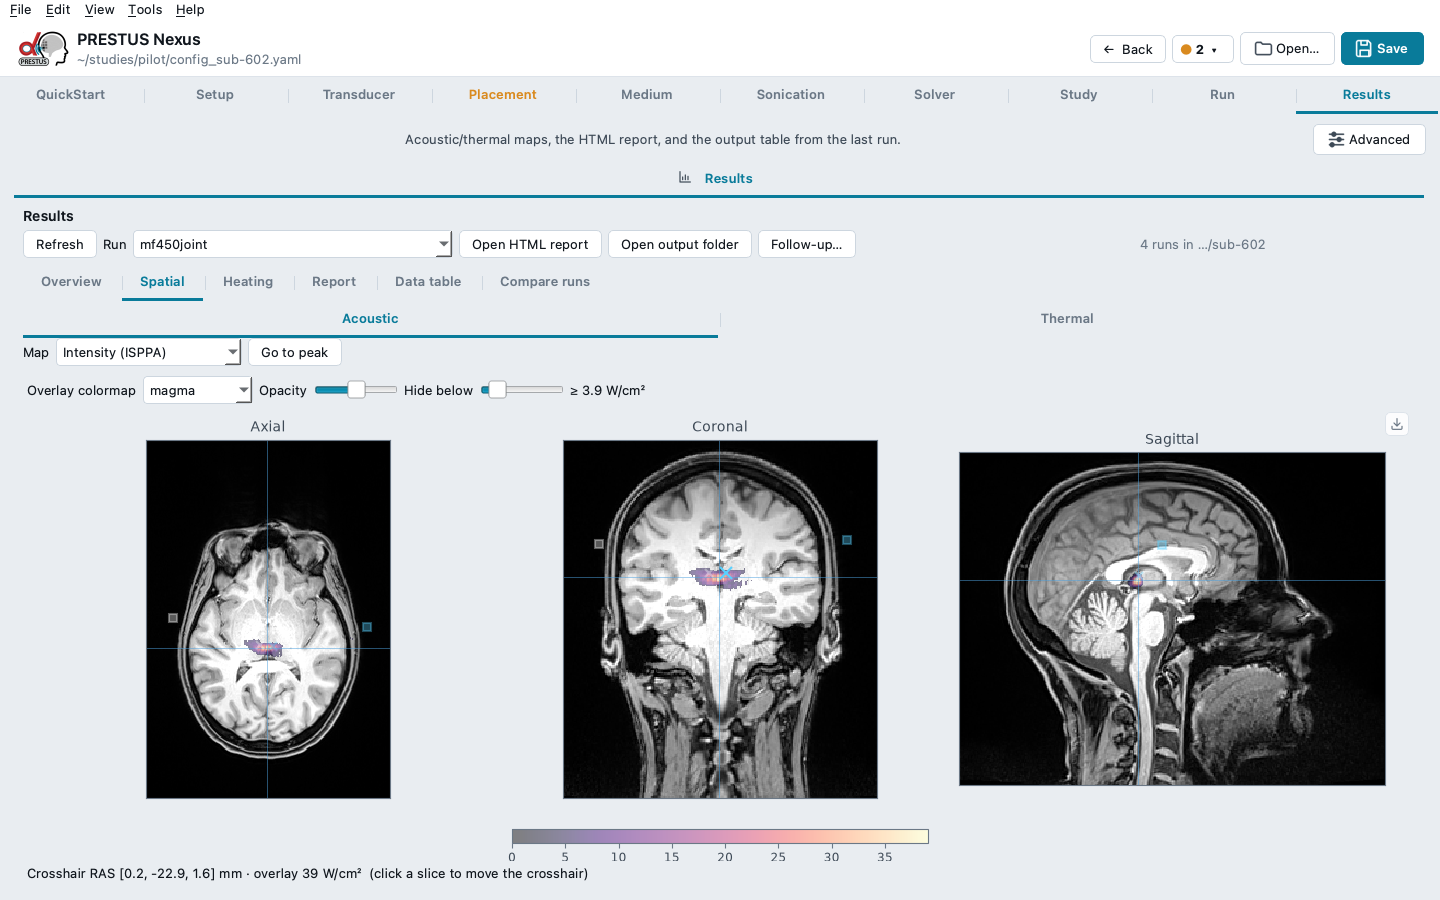 File Edit View Tools Help
PRESTUS Nexus
~/studies/pilot/config_sub-602.yaml
PRESTUS
← Back
2
Open...
Save
QuickStart Setup Transducer Placement Medium Sonication Solver Study Run Results
Acoustic/thermal maps, the HTML report, and the output table from the last run.
Advanced
Results
Results
Refresh Run mf450joint Open HTML report Open output folder Follow-up... 4 runs in .../sub-602
Overview Spatial Heating Report Data table Compare runs
Acoustic Thermal
Map Intensity (ISPPA) Go to peak
Overlay colormap magma Opacity Hide below ≥ 3.9 W/cm²
Axial Coronal Sagittal
0 5 10 15 20 25 30 35
Crosshair RAS [0.2, -22.9, 1.6] mm · overlay 39 W/cm² (click a slice to move the crosshair)